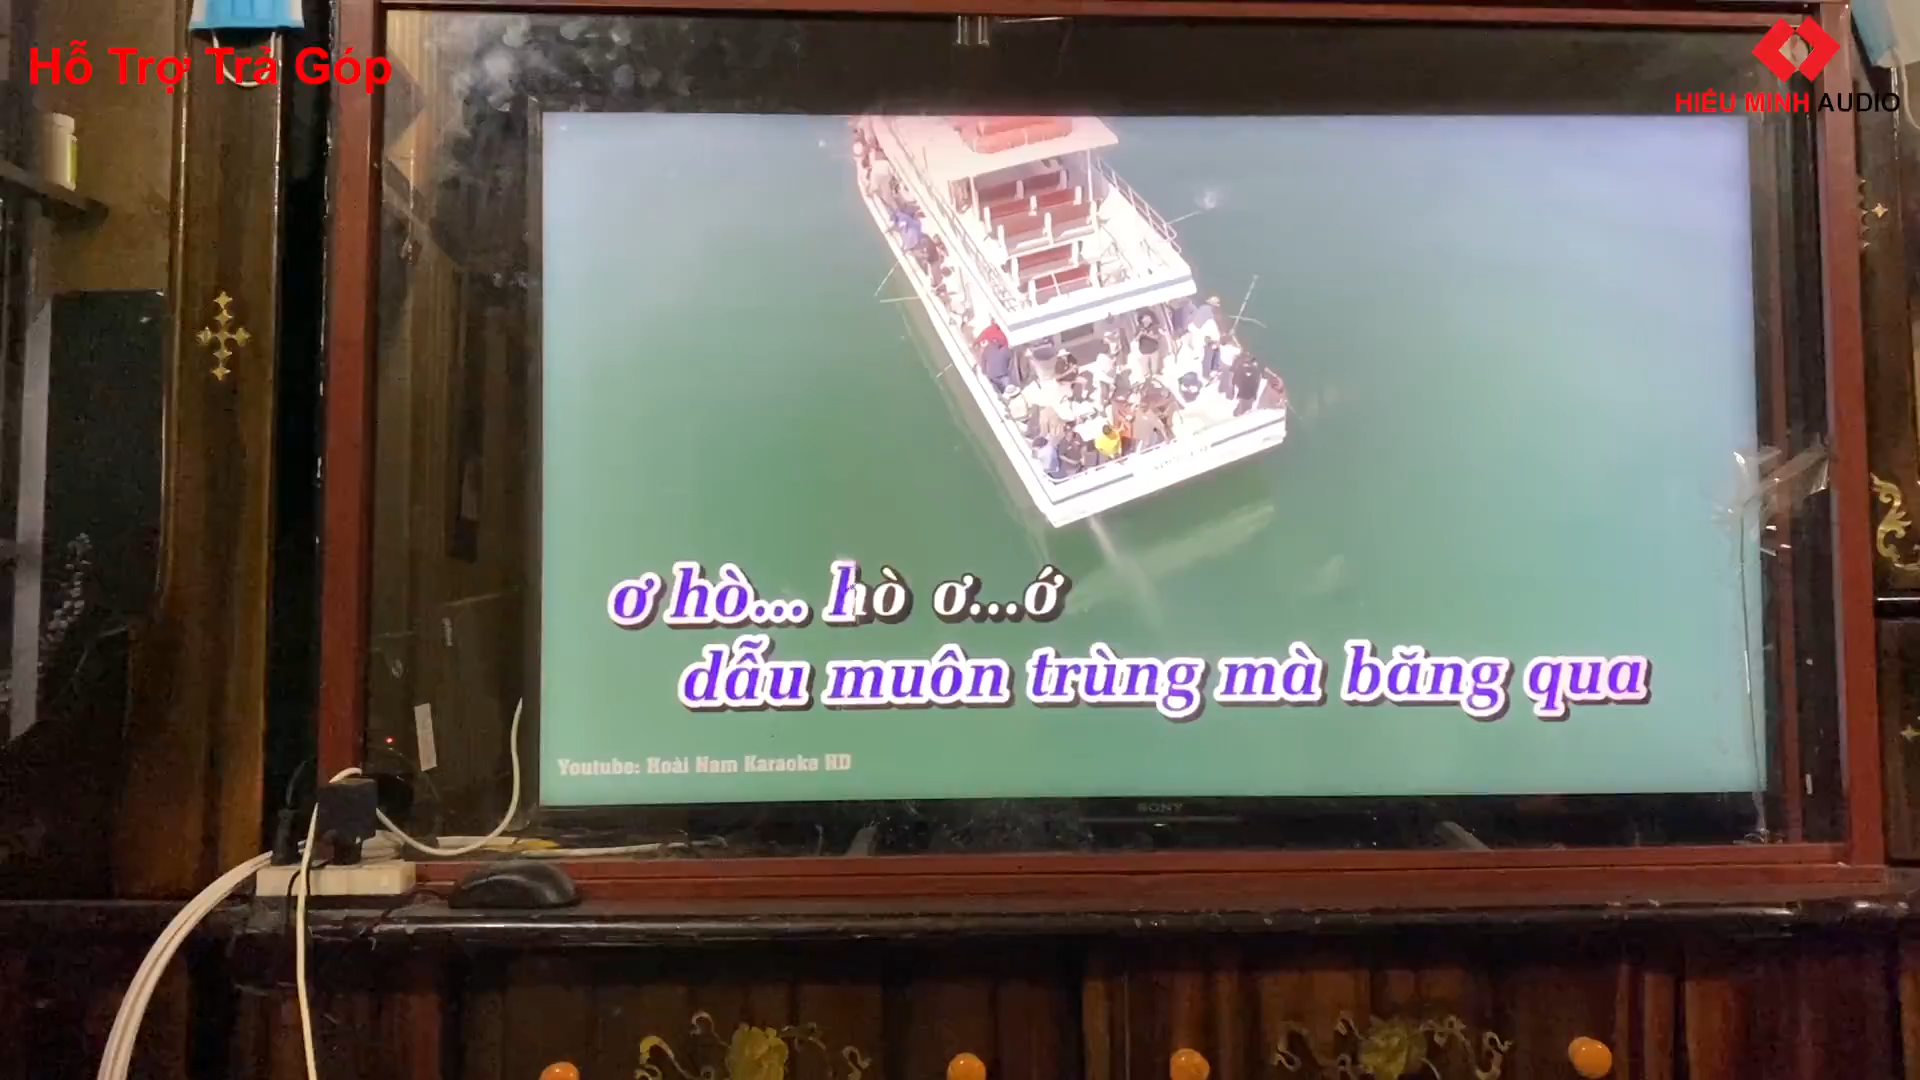 Hỗ Trợ Trả Góp
HIẾU MINH AUDIO
ơ hò... hò ơ...ớ
dẫu muôn trùng mà băng qua
Youtube: Hoài Nam Karaoke HD
SONY